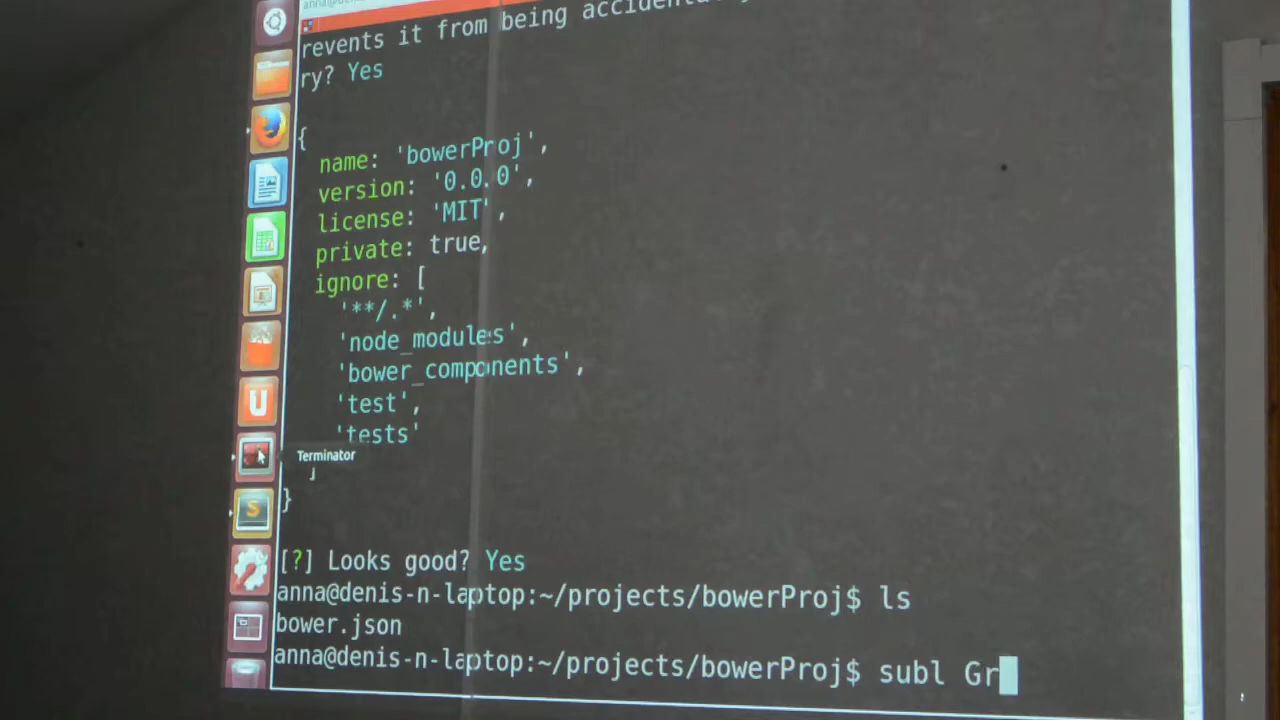 revents it from being
ry? Yes
{
name: 'bowerProj',
version: '0.0.0',
license: 'MIT',
private: true,
ignore: [
'**/.*',
'node_modules',
'bower_components',
'test',
'tests'
Terminator
]
}
[?] Looks good? Yes
anna@denis-n-laptop:~/projects/bowerProj$ ls
bower.json
anna@denis-n-laptop:~/projects/bowerProj$ subl Gr